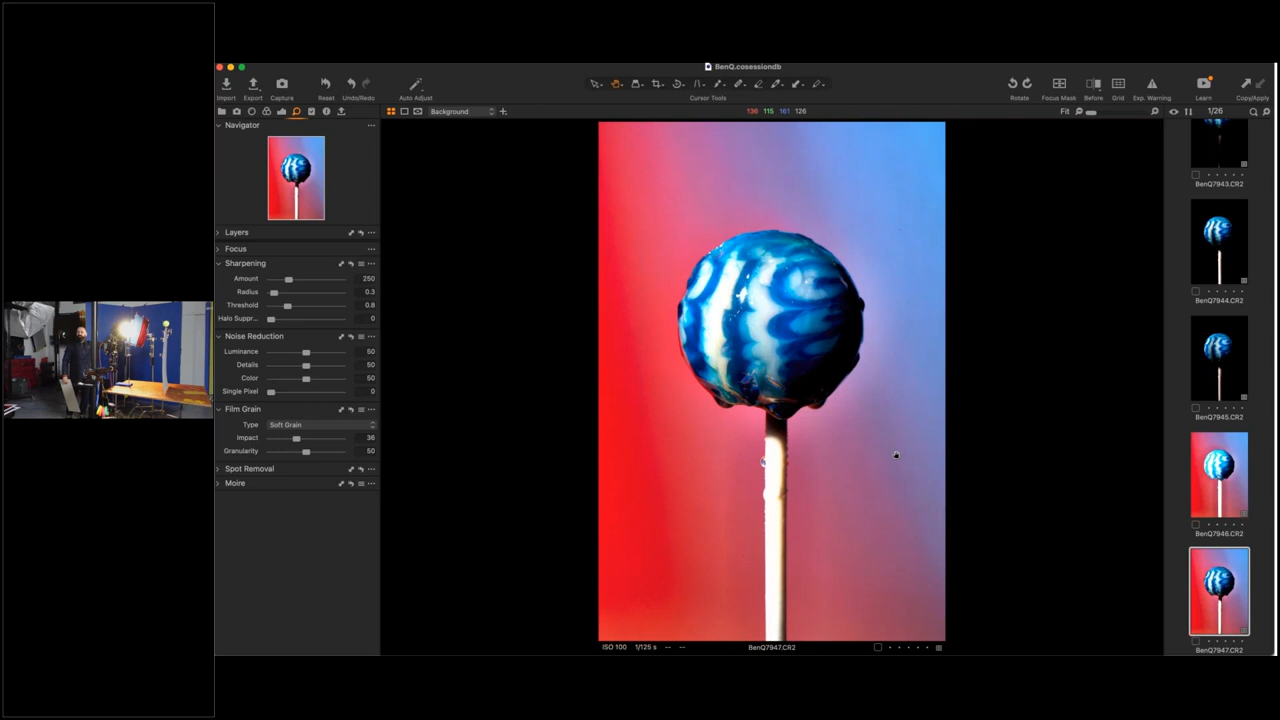 BenQ.cosessiondb
Import Export Capture Reset Undo/Redo Auto Adjust Cursor Tools Rotate Focus Mask Before Grid Exp. Warning Learn Copy/Apply
Background 136 115 161 126 Fit 1/26
Navigator
Layers
Focus
Sharpening
Amount 250
Radius 0.3
Threshold 0.8
Halo Suppr... 0
Noise Reduction
Luminance 50
Details 50
Color 50
Single Pixel 0
Film Grain
Type Soft Grain
Impact 36
Granularity 50
Spot Removal
Moire
ISO 100 1/125 s -- -- BenQ7947.CR2
BenQ7943.CR2
BenQ7944.CR2
BenQ7945.CR2
BenQ7946.CR2
BenQ7947.CR2